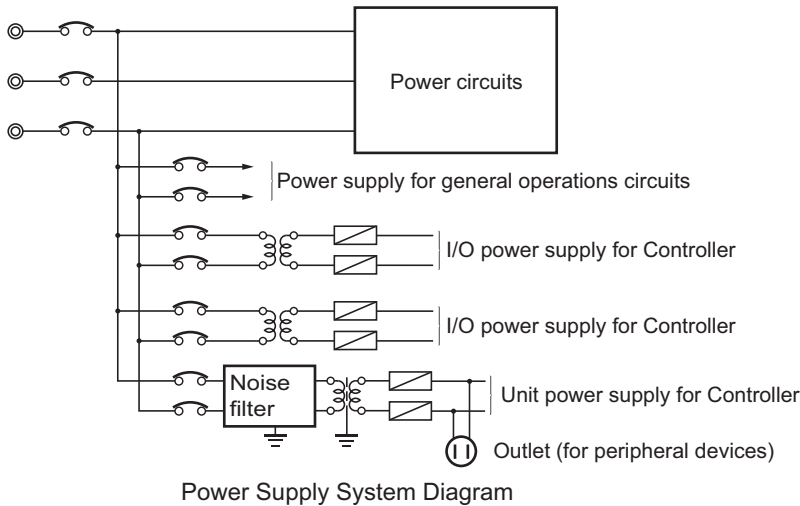 Power circuits
Power supply for general operations circuits
I/O power supply for Controller
I/O power supply for Controller
Noise
filter
Unit power supply for Controller
Outlet (for peripheral devices)
Power Supply System Diagram